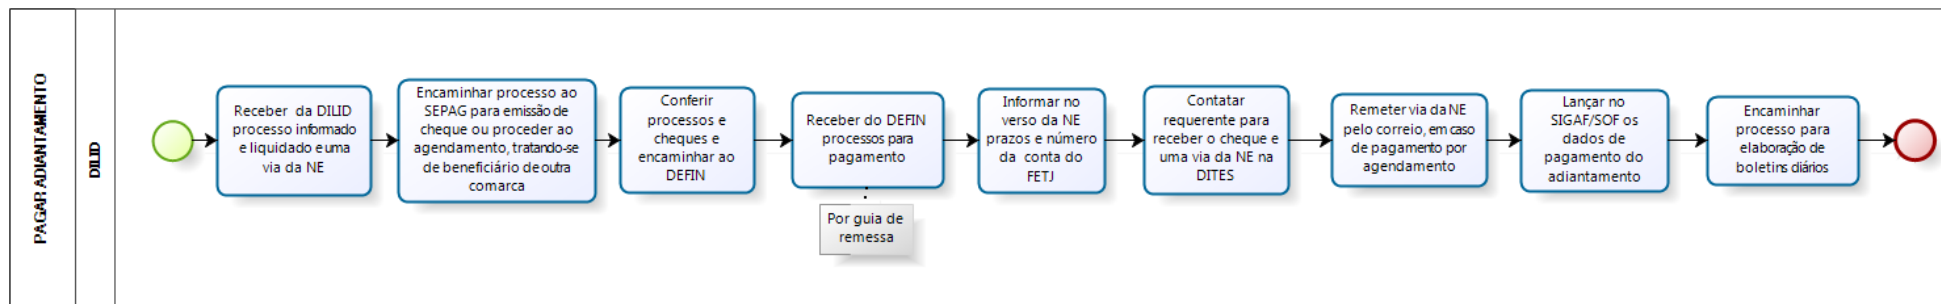 PAGAR ADIANTAMENTO
DILID
Receber da DILID
processo informado
e liquidado e uma
via da NE
Encaminhar processo ao
SEPAG para emissão de
cheque ou proceder ao
agendamento, tratando-se
de beneficiário de outra
comarca
Conferir
processos e
cheques e
encaminhar ao
DEFIN
Receber do DEFIN
processos para
pagamento
Por guia de
remessa
Informar no
verso da NE
prazos e número
da conta do
FETJ
Contatar
requerente para
receber o cheque e
uma via da NE na
DITES
Remeter via da NE
pelo correio, em caso
de pagamento por
agendamento
Lançar no
SIGAF/SOF os
dados de
pagamento do
adiantamento
Encaminhar
processo para
elaboração de
boletins diários